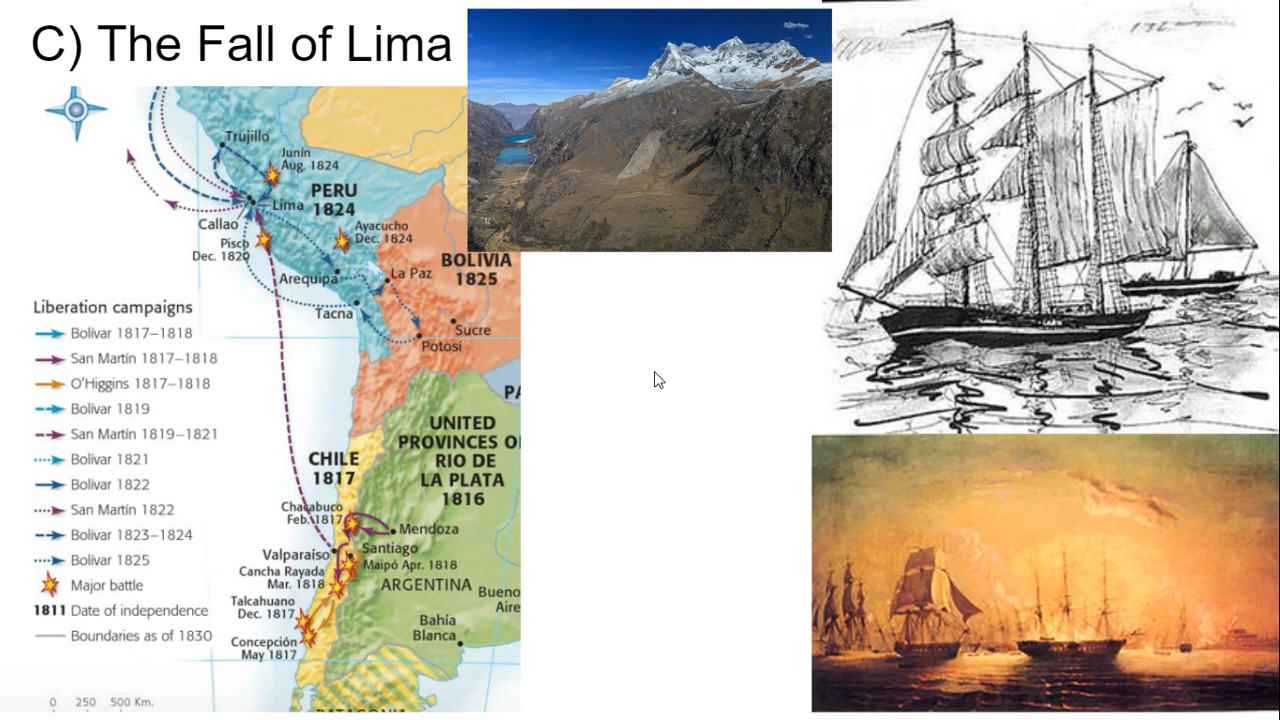 C) The Fall of Lima
Trujillo
Junín
Aug. 1824
PERU
1824
Lima
Callao
Pisco
Dec. 1820
Ayacucho
Dec. 1824
Arequipa
La Paz
BOLIVIA
1825
Tacna
Sucre
Potosí
Liberation campaigns
Bolívar 1817–1818
San Martín 1817–1818
O'Higgins 1817–1818
Bolívar 1819
San Martín 1819–1821
Bolívar 1821
Bolívar 1822
San Martín 1822
Bolívar 1823–1824
Bolívar 1825
Major battle
1811 Date of independence
Boundaries as of 1830
0 250 500 Km.
PA
UNITED
PROVINCES O
RIO DE
LA PLATA
1816
CHILE
1817
Chacabuco
Feb. 1817
Mendoza
Valparaíso
Santiago
Maipó Apr. 1818
Cancha Rayada
Mar. 1818
ARGENTINA
Bueno
Aire
Talcahuano
Dec. 1817
Bahía
Blanca
Concepción
May 1817
PATAGONIA